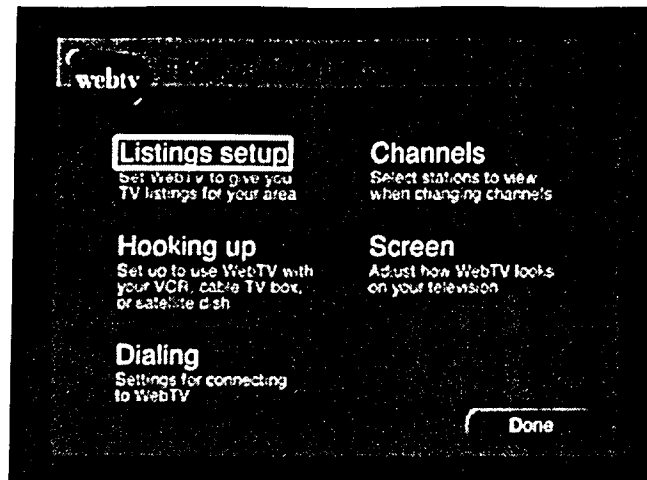 webtv
Listings setup
Set WebTV to give you
TV listings for your area
Hooking up
Set up to use WebTV with
your VCR, cable TV box,
or satellite dish
Dialing
Settings for connecting
to WebTV
Channels
Select stations to view
when changing channels
Screen
Adjust how WebTV looks
on your television
Done